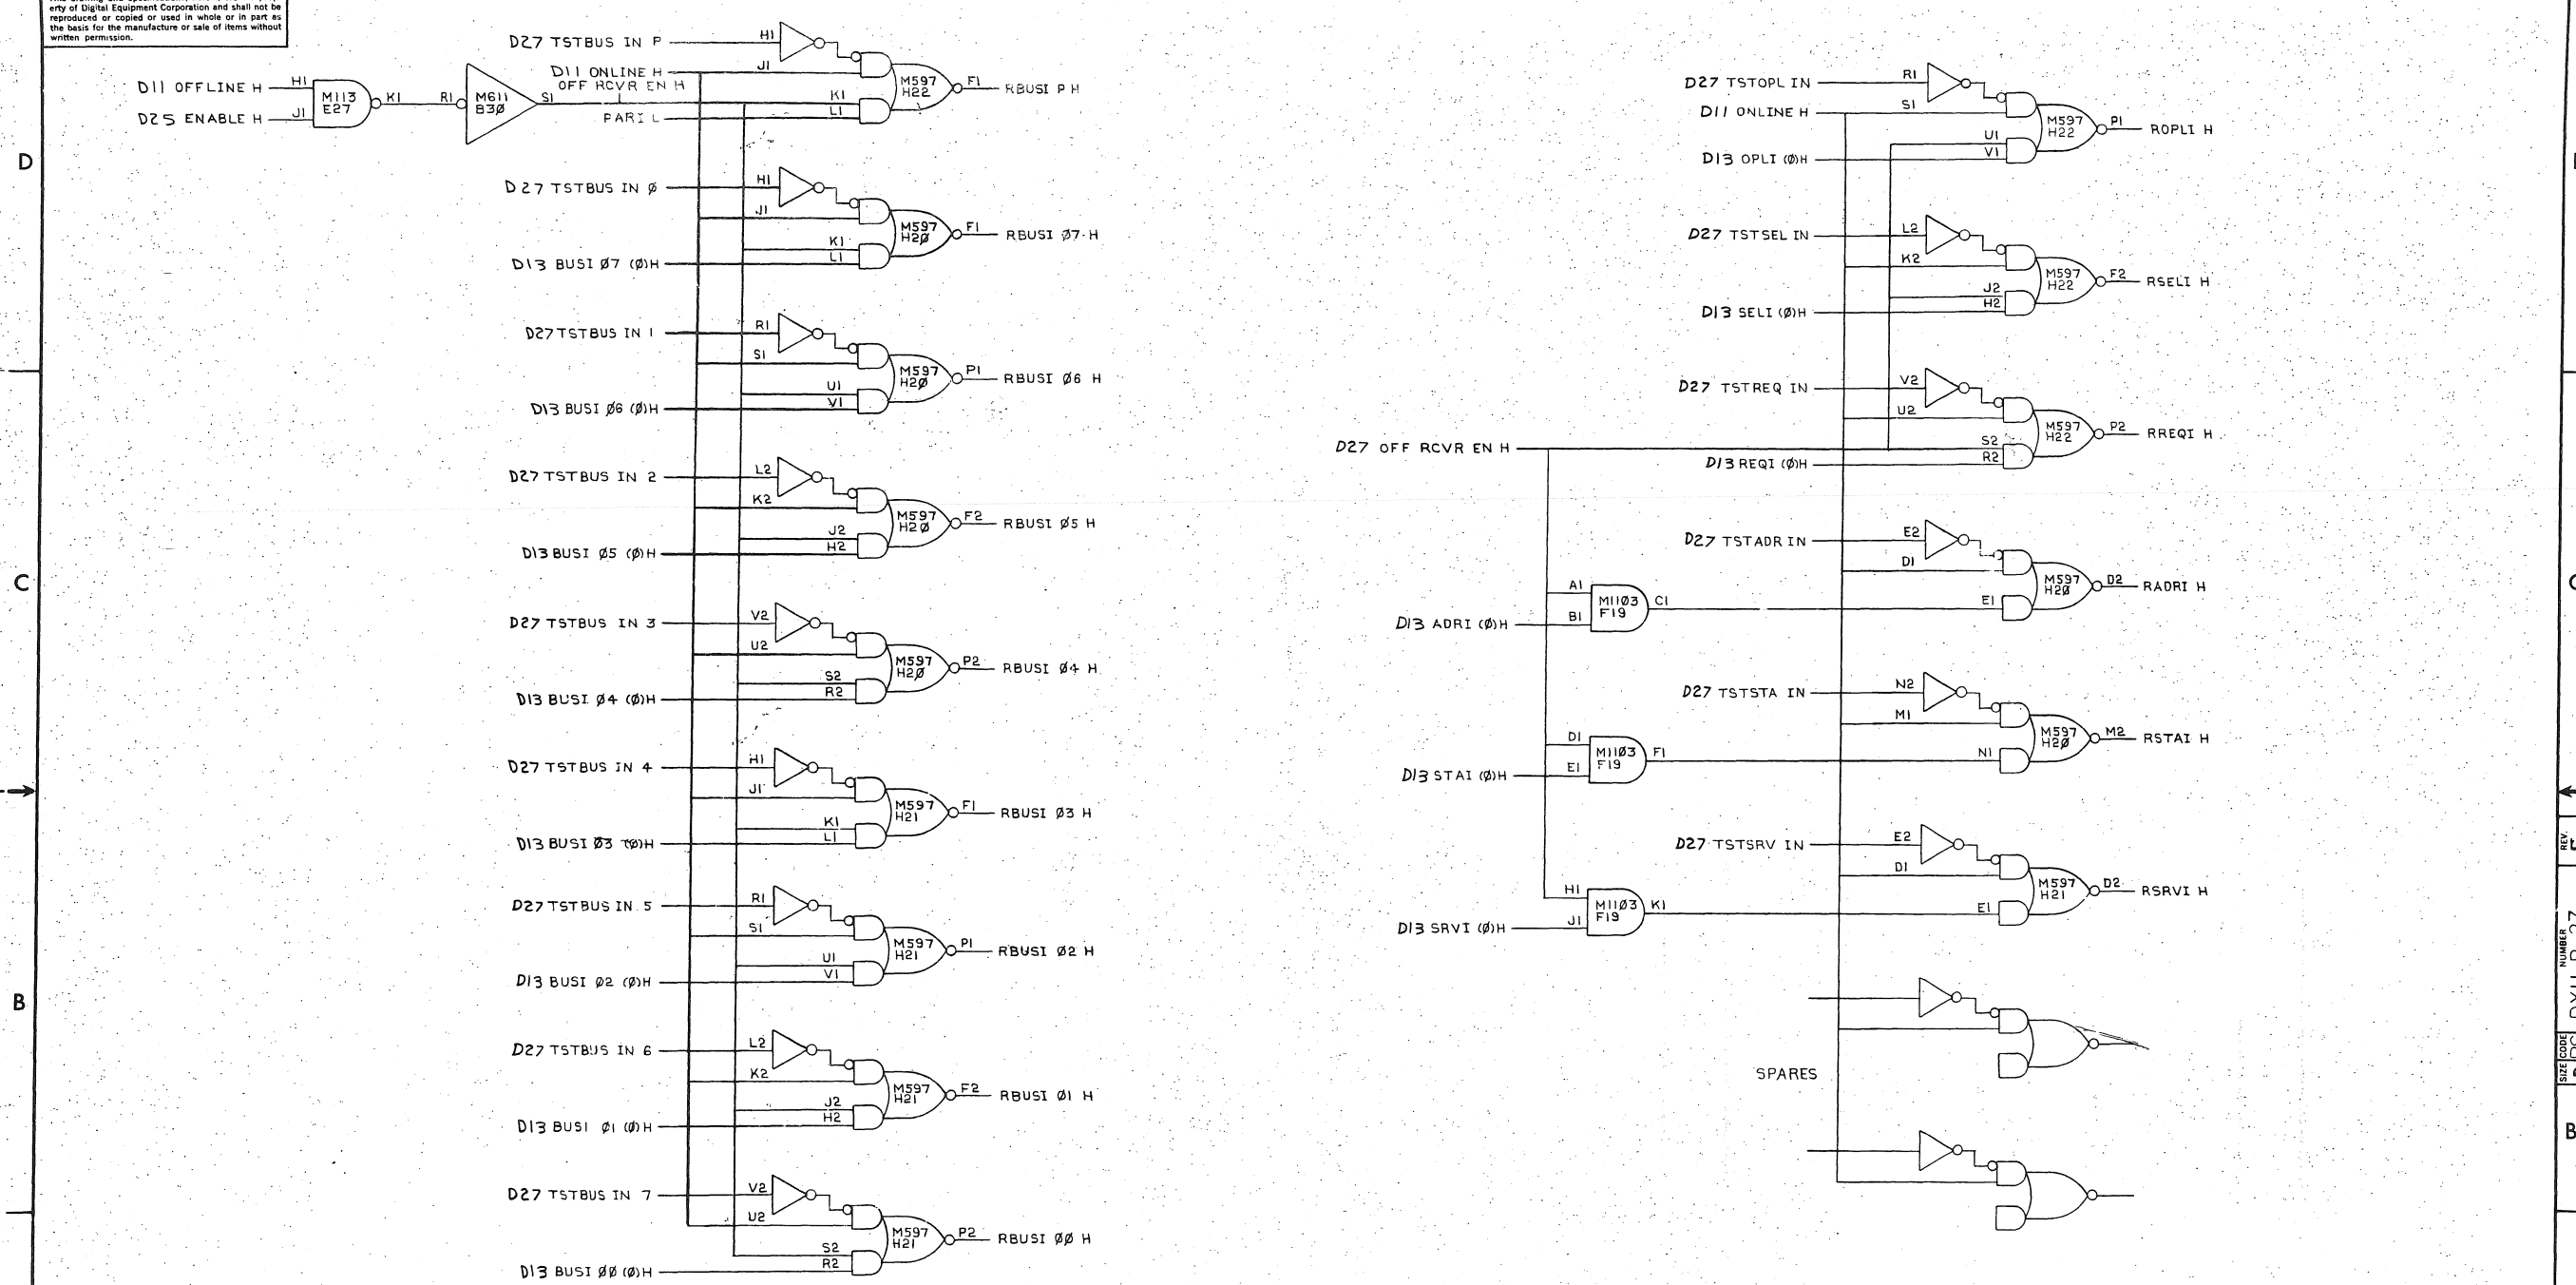 erty of Digital Equipment Corporation and shall not be
reproduced or copied or used in whole or in part as
the basis for the manufacture or sale of items without
written permission.
D
C
B
D11 OFFLINE H H1
D25 ENABLE H J1
M113
E27
K1 R1
M611
B3Ø
S1
D27 TSTBUS IN P H1
D11 ONLINE H J1
OFF RCVR EN H K1
PARI L L1
M597
H22
F1 RBUSI P H
D27 TSTBUS IN Ø H1
J1
K1
D13 BUSI Ø7 (Ø)H L1
M597
H2Ø
F1 RBUSI Ø7 H
D27 TSTBUS IN 1 R1
S1
U1
D13 BUSI Ø6 (Ø)H V1
M597
H2Ø
P1 RBUSI Ø6 H
D27 TSTBUS IN 2 L2
K2
J2
D13 BUSI Ø5 (Ø)H H2
M597
H2Ø
F2 RBUSI Ø5 H
D27 TSTBUS IN 3 V2
U2
S2
D13 BUSI Ø4 (Ø)H R2
M597
H2Ø
P2 RBUSI Ø4 H
D27 TSTBUS IN 4 H1
J1
K1
D13 BUSI Ø3 (Ø)H L1
M597
H21
F1 RBUSI Ø3 H
D27 TSTBUS IN 5 R1
S1
U1
D13 BUSI Ø2 (Ø)H V1
M597
H21
P1 RBUSI Ø2 H
D27 TSTBUS IN 6 L2
K2
J2
D13 BUSI Ø1 (Ø)H H2
M597
H21
F2 RBUSI Ø1 H
D27 TSTBUS IN 7 V2
U2
S2
D13 BUSI ØØ (Ø)H R2
M597
H21
P2 RBUSI ØØ H
D27 TSTOPL IN R1
D11 ONLINE H S1
U1
D13 OPLI (Ø)H V1
M597
H22
P1 ROPLI H
D27 TSTSEL IN L2
K2
J2
D13 SELI (Ø)H H2
M597
H22
F2 RSELI H
D27 TSTREQ IN V2
U2
D27 OFF RCVR EN H S2
D13 REQI (Ø)H R2
M597
H22
P2 RREQI H
D27 TSTADR IN E2
D1
A1
D13 ADRI (Ø)H B1
M11Ø3
F19
C1 E1
M597
H2Ø
D2 RADRI H
D27 TSTSTA IN N2
M1
D1
D13 STAI (Ø)H E1
M11Ø3
F19
F1 N1
M597
H2Ø
M2 RSTAI H
D27 TSTSRV IN E2
D1
H1
D13 SRVI (Ø)H J1
M11Ø3
F19
K1 E1
M597
H21
D2 RSRVI H
SPARES
REV.
NUMBER
SIZE CODE
B